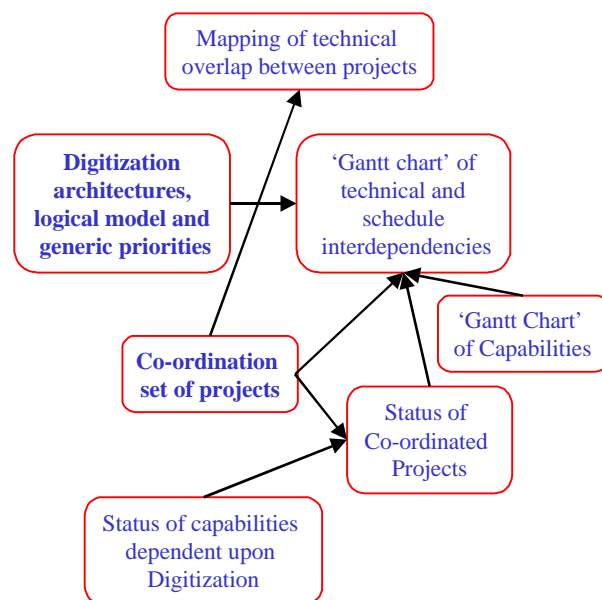 Mapping of technical
overlap between projects
Digitization
architectures,
logical model and
generic priorities
‘Gantt chart’ of
technical and
schedule
interdependencies
‘Gantt Chart’
of Capabilities
Co-ordination
set of projects
Status of
Co-ordinated
Projects
Status of capabilities
dependent upon
Digitization